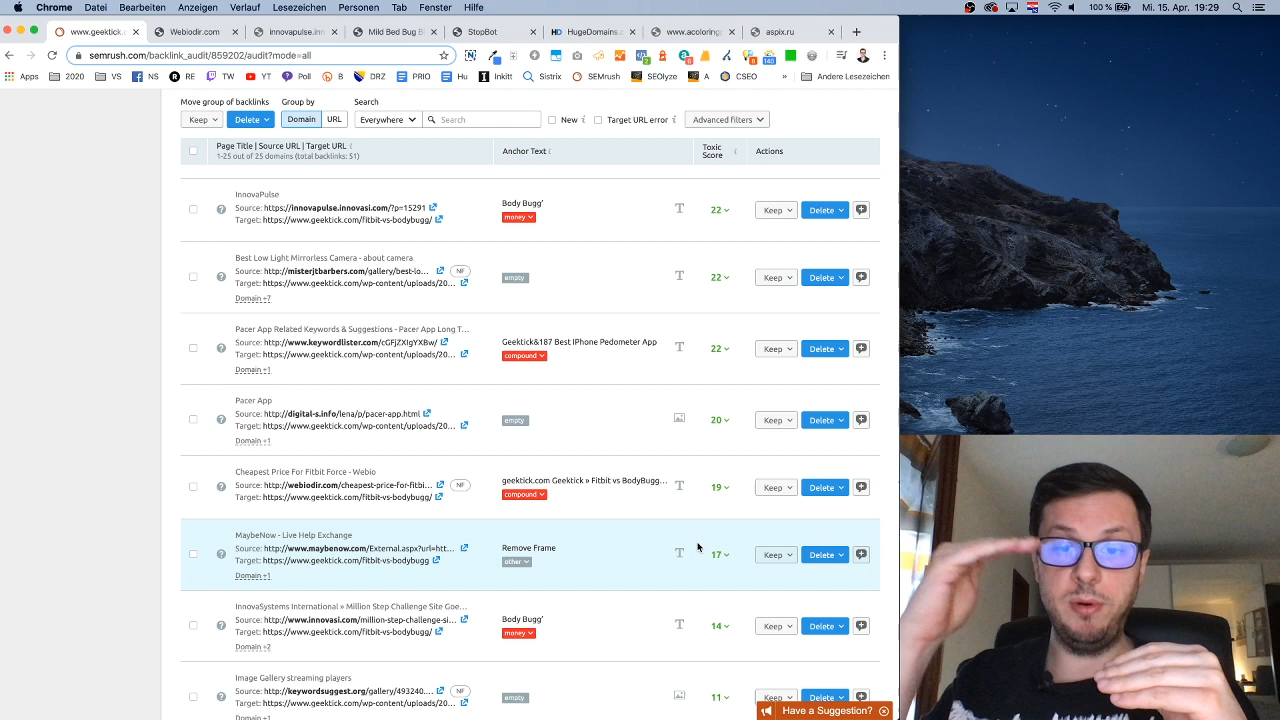 Chrome Datei Bearbeiten Anzeigen Verlauf Lesezeichen Personen Tab Fenster Hilfe 100 % Mi. 15. Apr. 19:29
www.geektick. Webiodir.com innovapulse.in Mild Bed Bug B StopBot HugeDomains.c www.acoloring aspix.ru
semrush.com/backlink_audit/859202/audit?mode=all
Apps 2020 VS NS RE TW YT Poll B DRZ PRIO Hu Inkitt Sistrix SEMrush SEOlyze A CSEO » Andere Lesezeichen
Move group of backlinks Group by Search
Keep Delete Domain URL Everywhere Search New Target URL error Advanced filters
Page Title | Source URL | Target URL Anchor Text Toxic Score Actions
1-25 out of 25 domains (total backlinks: 51)
InnovaPulse
Source: https://innovapulse.innovasi.com/?p=15291
Target: https://www.geektick.com/fitbit-vs-bodybugg/
Body Bugg'
money
22 Keep Delete
Best Low Light Mirrorless Camera - about camera
Source: http://misterjtbarbers.com/gallery/best-lo... NF
Target: https://www.geektick.com/wp-content/uploads/20...
Domain +7
empty
22 Keep Delete
Pacer App Related Keywords & Suggestions - Pacer App Long T...
Source: http://www.keywordlister.com/cGFjZXIgYXBw/
Target: https://www.geektick.com/wp-content/uploads/20...
Domain +1
Geektick&187 Best IPhone Pedometer App
compound
22 Keep Delete
Pacer App
Source: http://digital-s.info/lena/p/pacer-app.html
Target: https://www.geektick.com/wp-content/uploads/20...
Domain +1
empty
20 Keep Delete
Cheapest Price For Fitbit Force - Webio
Source: http://webiodir.com/cheapest-price-for-fitbi... NF
Target: https://www.geektick.com/fitbit-vs-bodybugg/
geektick.com Geektick » Fitbit vs BodyBugg...
compound
19 Keep Delete
MaybeNow - Live Help Exchange
Source: http://www.maybenow.com/External.aspx?url=htt...
Target: https://www.geektick.com/fitbit-vs-bodybugg
Domain +1
Remove Frame
other
17 Keep Delete
InnovaSystems International » Million Step Challenge Site Goe...
Source: http://www.innovasi.com/million-step-challenge-si...
Target: https://www.geektick.com/fitbit-vs-bodybugg/
Domain +2
Body Bugg'
money
14 Keep Delete
Image Gallery streaming players
Source: http://keywordsuggest.org/gallery/493240.... NF
Target: https://www.geektick.com/wp-content/uploads/20...
Domain +1
empty
11 Keep Delete
Have a Suggestion?